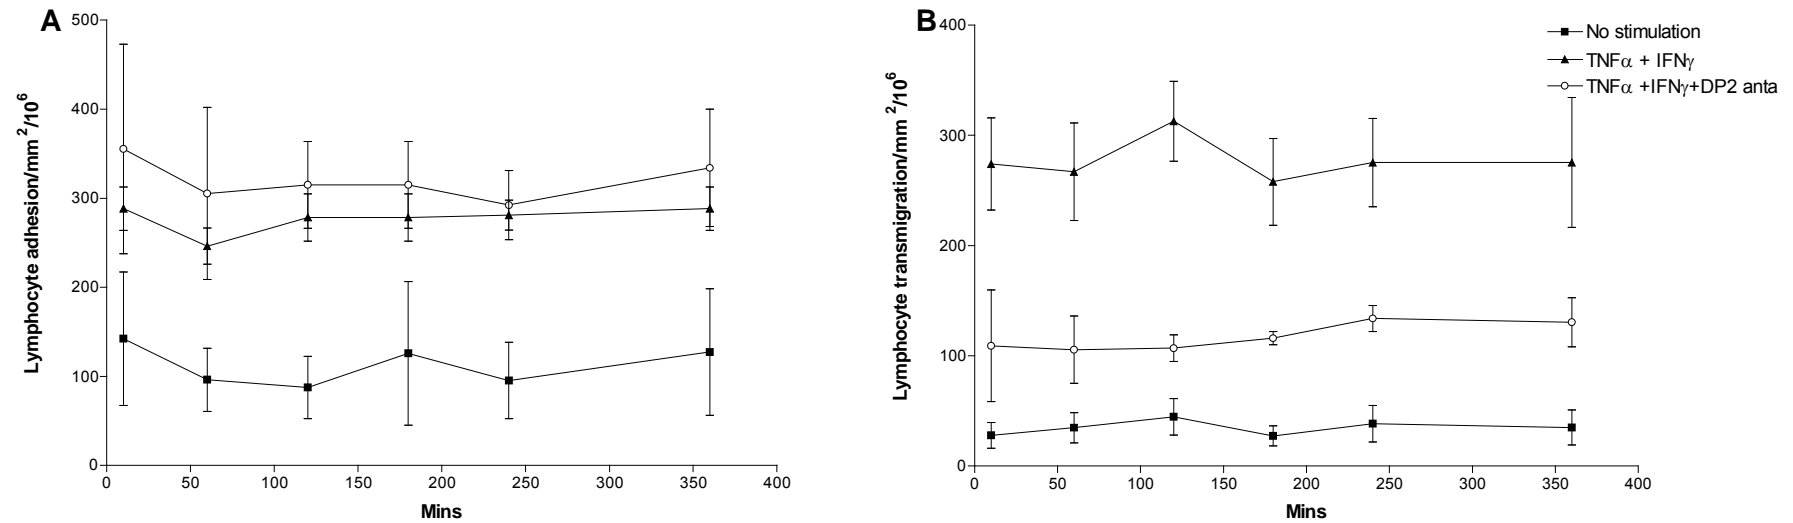 A
500
400
300
200
100
0
Lymphocyte adhesion/mm 2/10⁶
0 50 100 150 200 250 300 350 400
Mins
B
400
300
200
100
0
Lymphocyte transmigration/mm 2/10⁶
0 50 100 150 200 250 300 350 400
Mins
No stimulation
TNFα + IFNγ
TNFα +IFNγ+DP2 anta